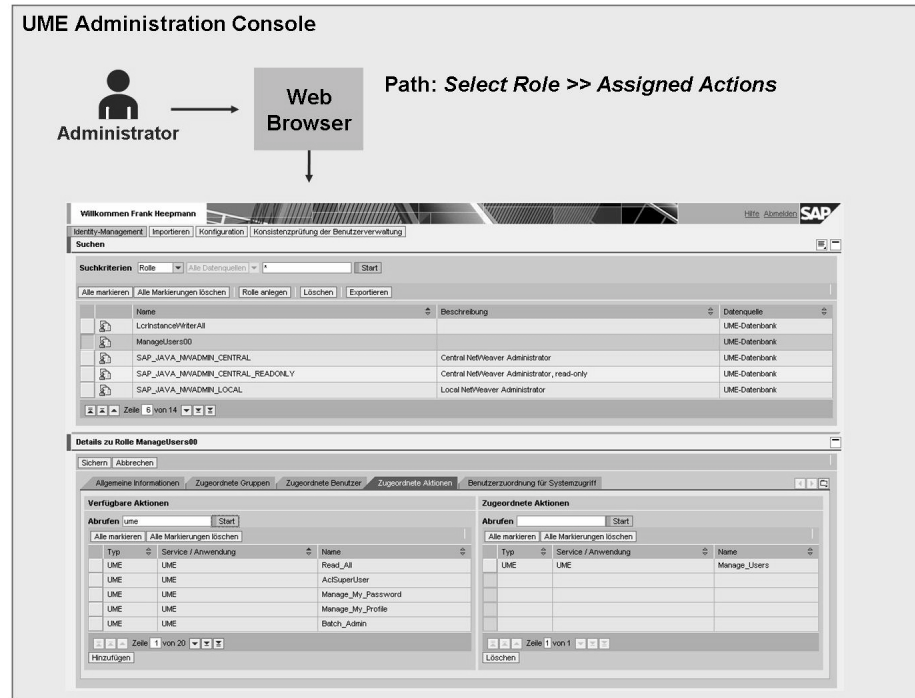 UME Administration Console
Path: Select Role >> Assigned Actions
Web
Browser
Administrator
Willkommen Frank Heepmann
Hilfe Abmelden SAP
Identity-Management Importieren Konfiguration Konsistenzprüfung der Benutzerverwaltung
Suchen
Suchkriterien Rolle Alle Datenquellen * Start
Alle markieren Alle Markierungen löschen Rolle anlegen Löschen Exportieren
Name Beschreibung Datenquelle
LcrInstanceWriterAll UME-Datenbank
ManageUsers00 UME-Datenbank
SAP_JAVA_NWADMIN_CENTRAL Central NetWeaver Administrator UME-Datenbank
SAP_JAVA_NWADMIN_CENTRAL_READONLY Central NetWeaver Administrator, read-only UME-Datenbank
SAP_JAVA_NWADMIN_LOCAL Local NetWeaver Administrator UME-Datenbank
Zeile 6 von 14
Details zu Rolle ManageUsers00
Sichern Abbrechen
Allgemeine Informationen Zugeordnete Gruppen Zugeordnete Benutzer Zugeordnete Aktionen Benutzerzuordnung für Systemzugriff
Verfügbare Aktionen
Abrufen ume Start
Alle markieren Alle Markierungen löschen
Typ Service / Anwendung Name
UME UME Read_All
UME UME AclSuperUser
UME UME Manage_My_Password
UME UME Manage_My_Profile
UME UME Batch_Admin
Zeile 1 von 20
Hinzufügen
Zugeordnete Aktionen
Abrufen Start
Alle markieren Alle Markierungen löschen
Typ Service / Anwendung Name
UME UME Manage_Users
Zeile 1 von 1
Löschen